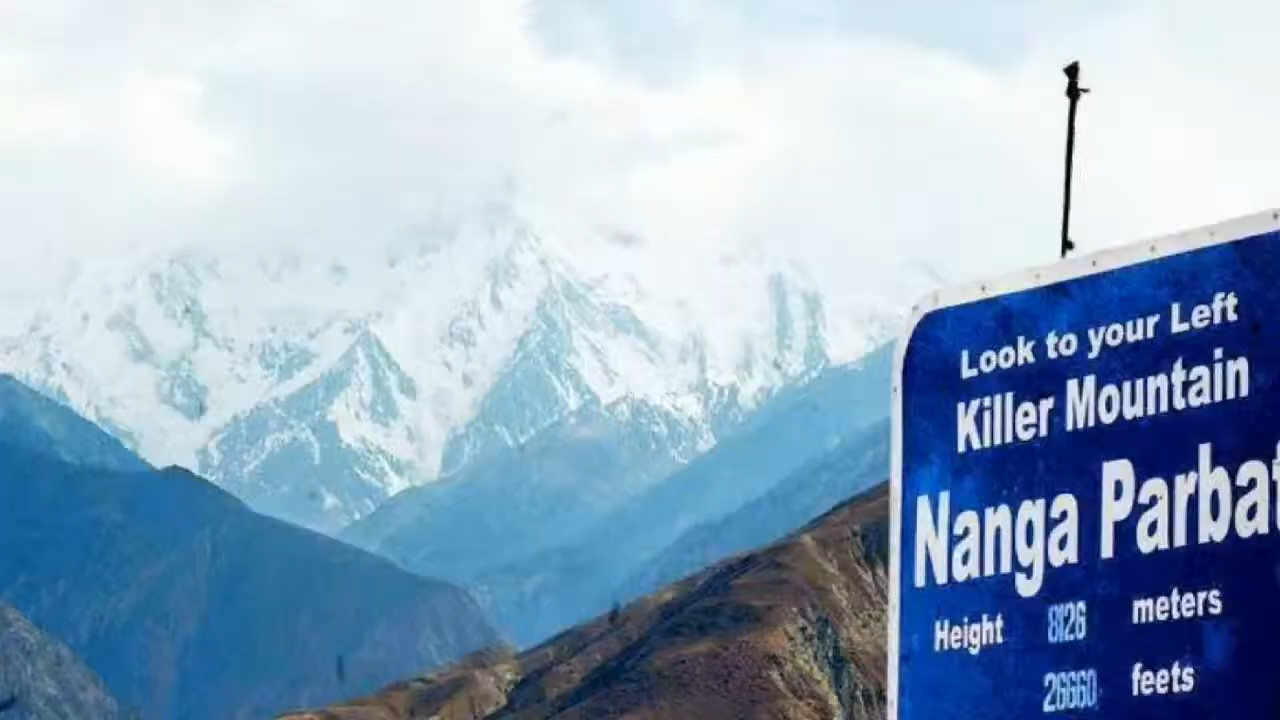 Look to your Left
Killer Mountain
Nanga Parbat
Height 8126 meters
26660 feets